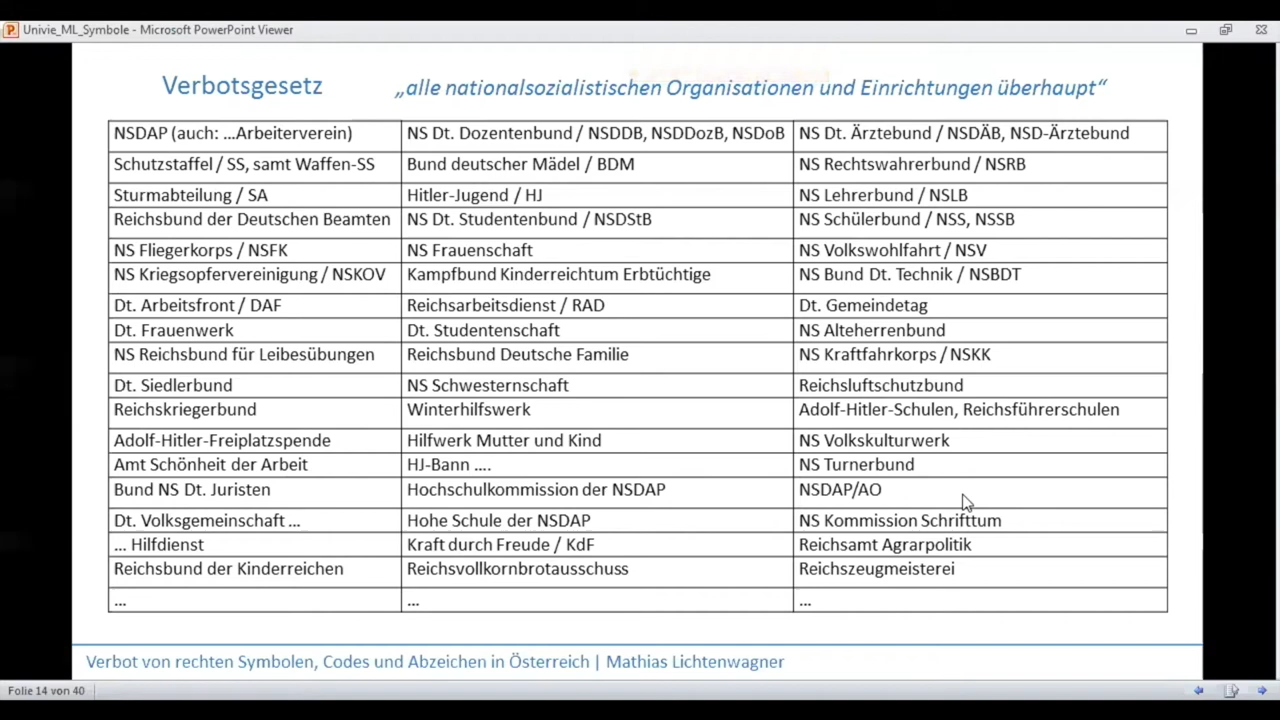 Univie_ML_Symbole - Microsoft PowerPoint Viewer
Verbotsgesetz „alle nationalsozialistischen Organisationen und Einrichtungen überhaupt“
NSDAP (auch: ...Arbeiterverein) NS Dt. Dozentenbund / NSDDB, NSDDozB, NSDoB NS Dt. Ärztebund / NSDÄB, NSD-Ärztebund
Schutzstaffel / SS, samt Waffen-SS Bund deutscher Mädel / BDM NS Rechtswahrerbund / NSRB
Sturmabteilung / SA Hitler-Jugend / HJ NS Lehrerbund / NSLB
Reichsbund der Deutschen Beamten NS Dt. Studentenbund / NSDStB NS Schülerbund / NSS, NSSB
NS Fliegerkorps / NSFK NS Frauenschaft NS Volkswohlfahrt / NSV
NS Kriegsopfervereinigung / NSKOV Kampfbund Kinderreichtum Erbtüchtige NS Bund Dt. Technik / NSBDT
Dt. Arbeitsfront / DAF Reichsarbeitsdienst / RAD Dt. Gemeindetag
Dt. Frauenwerk Dt. Studentenschaft NS Alteherrenbund
NS Reichsbund für Leibesübungen Reichsbund Deutsche Familie NS Kraftfahrkorps / NSKK
Dt. Siedlerbund NS Schwesternschaft Reichsluftschutzbund
Reichskriegerbund Winterhilfswerk Adolf-Hitler-Schulen, Reichsführerschulen
Adolf-Hitler-Freiplatzspende Hilfwerk Mutter und Kind NS Volkskulturwerk
Amt Schönheit der Arbeit HJ-Bann .... NS Turnerbund
Bund NS Dt. Juristen Hochschulkommission der NSDAP NSDAP/AO
Dt. Volksgemeinschaft ... Hohe Schule der NSDAP NS Kommission Schrifttum
... Hilfdienst Kraft durch Freude / KdF Reichsamt Agrarpolitik
Reichsbund der Kinderreichen Reichsvollkornbrotausschuss Reichszeugmeisterei
... ... ...
Verbot von rechten Symbolen, Codes und Abzeichen in Österreich | Mathias Lichtenwagner
Folie 14 von 40